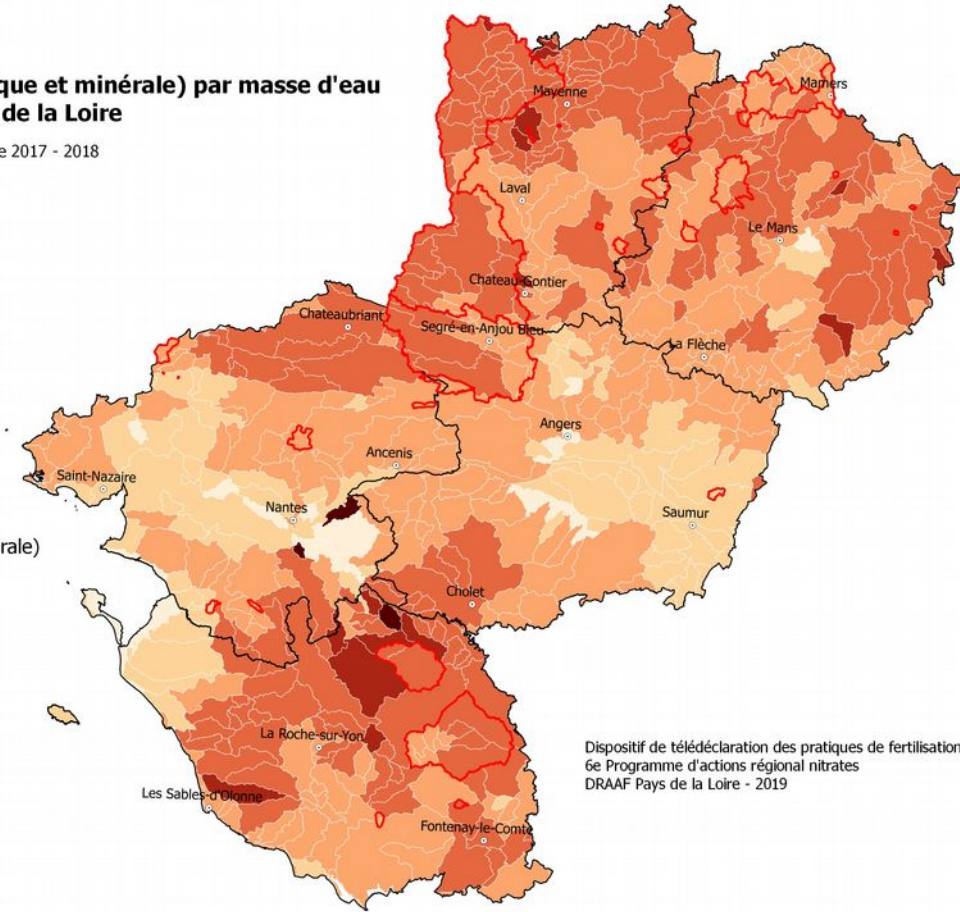 que et minérale) par masse d'eau
de la Loire
e 2017 - 2018
Mamers
Mayenne
Laval
Le Mans
Chateau-Gontier
Chateaubriant
Segré-en-Anjou Bleu
La Flèche
Angers
Ancenis
Saint-Nazaire
Nantes
Saumur
rale)
Cholet
La Roche-sur-Yon
Dispositif de télédéclaration des pratiques de fertilisation
6e Programme d'actions régional nitrates
DRAAF Pays de la Loire - 2019
Les Sables-d'Olonne
Fontenay-le-Comte